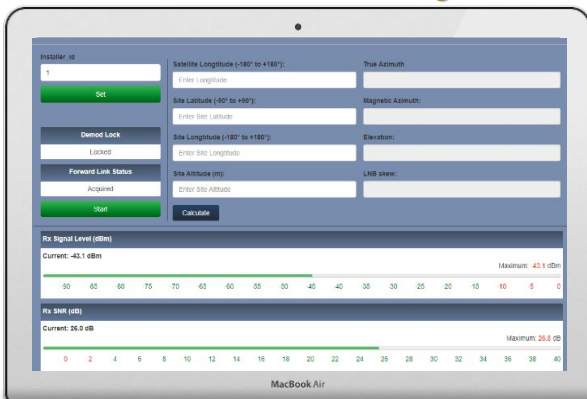 Installer_Id
1
Set
Demod Lock
Locked
Forward Link Status
Acquired
Start
Satellite Longtitude (-180° to +180°):
Enter Longtitude
Site Latitude (-90° to +90°):
Enter Site Latitude
Site Longtitude (-180° to +180°):
Enter Site Longtitude
Site Altitude (m):
Enter Site Altitude
Calculate
True Azimuth
Magnetic Azimuth:
Elevation:
LNB skew:
Rx Signal Level (dBm)
Current: -43.1 dBm
Maximum: -43.1 dBm
-90 -85 -80 -75 -70 -65 -60 -55 -50 -45 -40 -35 -30 -25 -20 -15 -10 -5 0
Rx SNR (dB)
Current: 26.0 dB
Maximum: 26.8 dB
0 2 4 6 8 10 12 14 16 18 20 22 24 26 28 30 32 34 36 38 40
MacBook Air